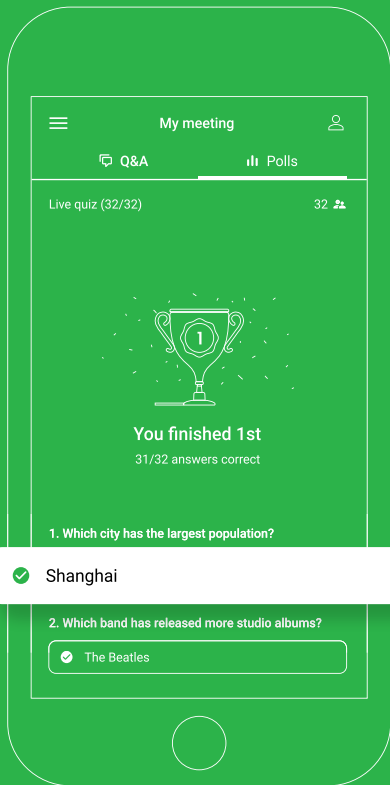 My meeting
Q&A
Polls
Live quiz (32/32)
32
1
You finished 1st
31/32 answers correct
1. Which city has the largest population?
Shanghai
2. Which band has released more studio albums?
The Beatles